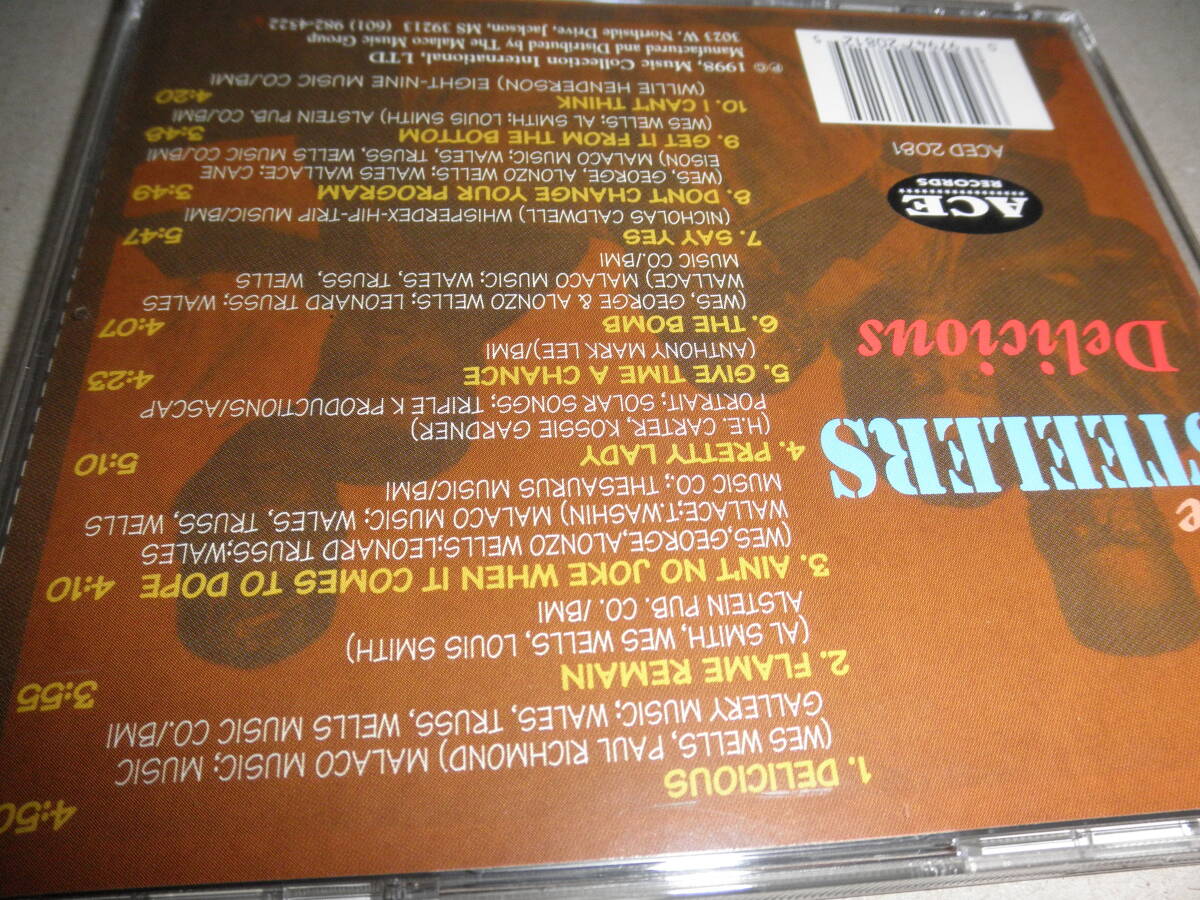 e
STEELERS
Delicious
ACE
RECORDS
ACED 2081
1. DELICIOUS 4:50
(WES WELLS, PAUL RICHMOND) MALACO MUSIC; MUSIC
GALLERY MUSIC; WALES, TRUSS, WELLS MUSIC CO./BMI
2. FLAME REMAIN 3:55
(AL SMITH, WES WELLS, LOUIS SMITH)
ALSTEIN PUB. CO. /BMI
3. AIN'T NO JOKE WHEN IT COMES TO DOPE 4:10
(WES,GEORGE,ALONZO WELLS;LEONARD TRUSS;WALES
WALLACE;T.WASHIN) MALACO MUSIC; WALES, TRUSS, WELLS
MUSIC CO.; THESAURUS MUSIC/BMI
4. PRETTY LADY 5:10
(H.E. CARTER, KOSSIE GARDNER)
PORTRAIT; SOLAR SONGS; TRIPLE K PRODUCTIONS/ASCAP
5. GIVE TIME A CHANCE 4:23
(ANTHONY MARK LEE)/BMI
6. THE BOMB 4:07
(WES, GEORGE & ALONZO WELLS; LEONARD TRUSS; WALES
WALLACE) MALACO MUSIC; WALES, TRUSS, WELLS
MUSIC CO./BMI
7. SAY YES 5:47
(NICHOLAS CALDWELL) WHISPERDEX-HIP-TRIP MUSIC/BMI
8. DON'T CHANGE YOUR PROGRAM 3:49
(WES, GEORGE, ALONZO WELLS; WALES WALLACE; CANE
EISON) MALACO MUSIC; WALES, TRUSS, WELLS MUSIC CO./BMI
9. GET IT FROM THE BOTTOM 3:48
(WES WELLS, AL SMITH; LOUIS SMITH) ALSTEIN PUB. CO./BMI
10. I CAN'T THINK 4:20
(WILLIE HENDERSON) EIGHT-NINE MUSIC CO./BMI
℗© 1998, Music Collection International, LTD
Manufactured and Distributed by The Malaco Music Group
3023 W. Northside Drive, Jackson, MS 39213 (601) 982-4522